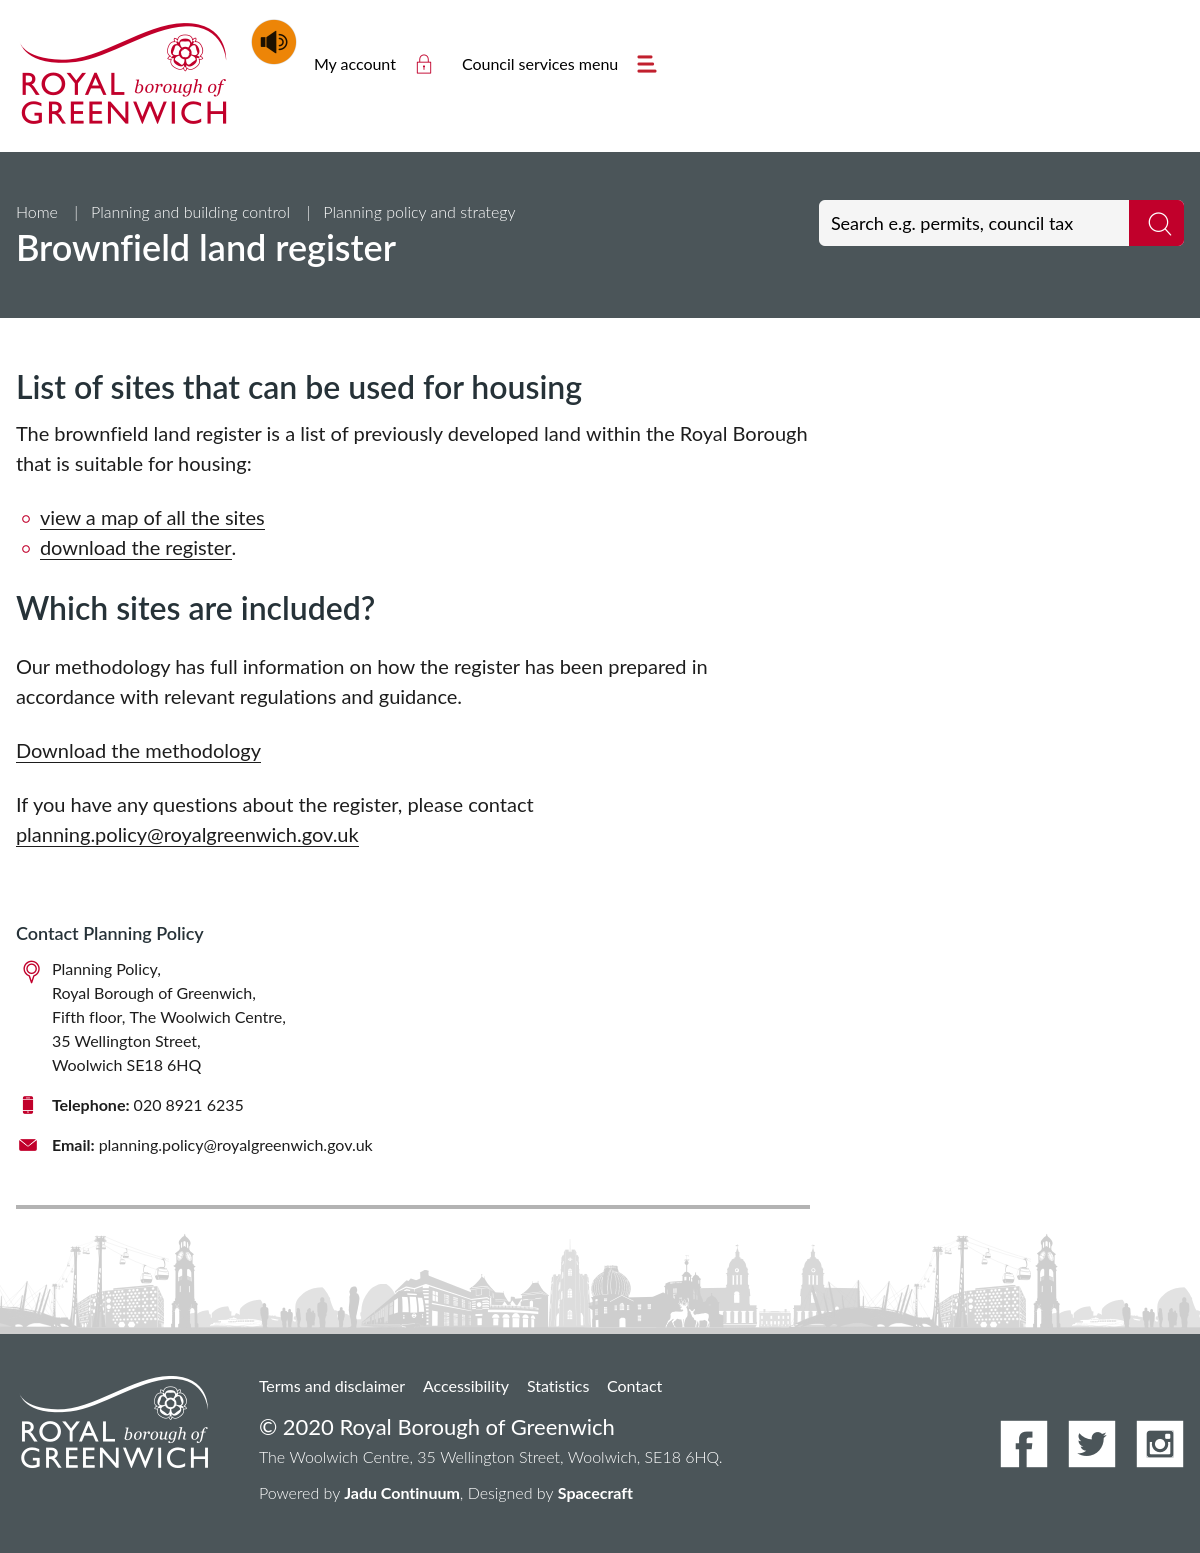 ROYAL borough of
GREENWICH
My account
Council services menu
Home | Planning and building control | Planning policy and strategy
Brownfield land register
Search e.g. permits, council tax
List of sites that can be used for housing
The brownfield land register is a list of previously developed land within the Royal Borough
that is suitable for housing:
view a map of all the sites
download the register.
Which sites are included?
Our methodology has full information on how the register has been prepared in
accordance with relevant regulations and guidance.
Download the methodology
If you have any questions about the register, please contact
planning.policy@royalgreenwich.gov.uk
Contact Planning Policy
Planning Policy,
Royal Borough of Greenwich,
Fifth floor, The Woolwich Centre,
35 Wellington Street,
Woolwich SE18 6HQ
Telephone: 020 8921 6235
Email: planning.policy@royalgreenwich.gov.uk
ROYAL borough of
GREENWICH
Terms and disclaimer Accessibility Statistics Contact
© 2020 Royal Borough of Greenwich
The Woolwich Centre, 35 Wellington Street, Woolwich, SE18 6HQ.
Powered by Jadu Continuum, Designed by Spacecraft